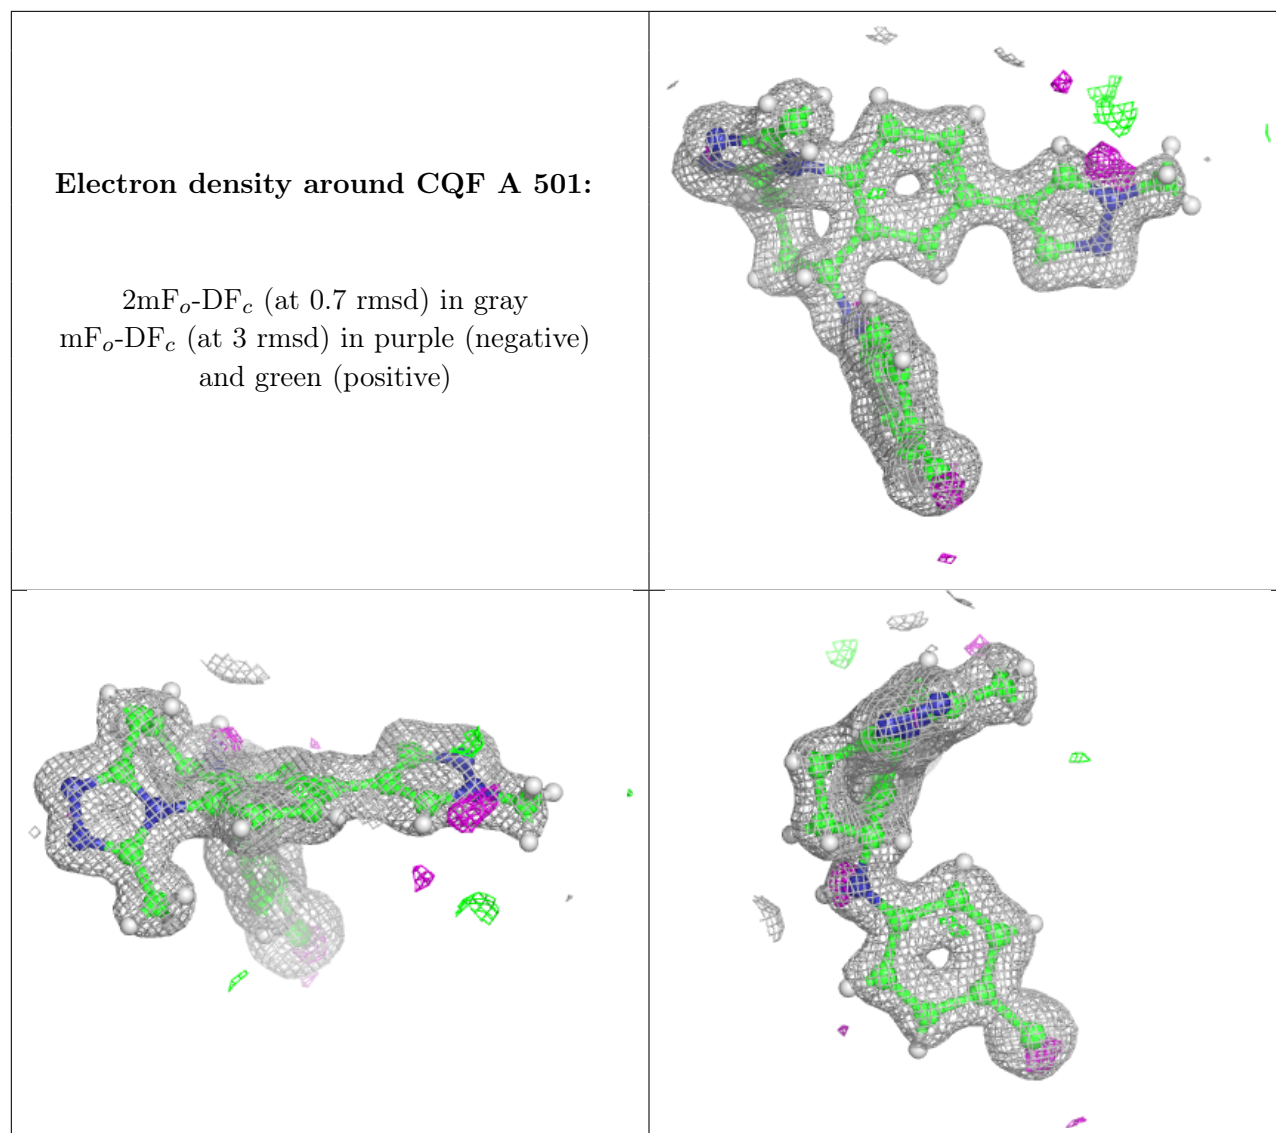 Electron density around CQF A 501:
2mFo-DFc (at 0.7 rmsd) in gray
mFo-DFc (at 3 rmsd) in purple (negative)
and green (positive)